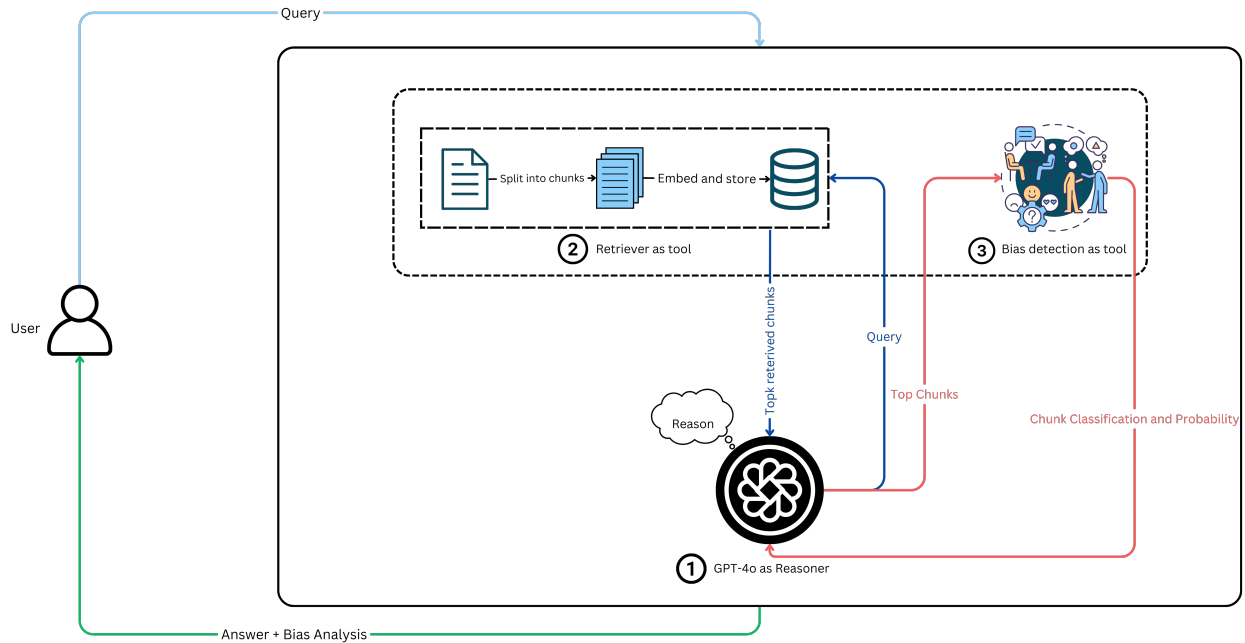 Query
Split into chunks
Embed and store
2
Retriever as tool
3
Bias detection as tool
?
User
Topk reterived chunks
Query
Top Chunks
Reason
Chunk Classification and Probability
1
GPT-4o as Reasoner
Answer + Bias Analysis